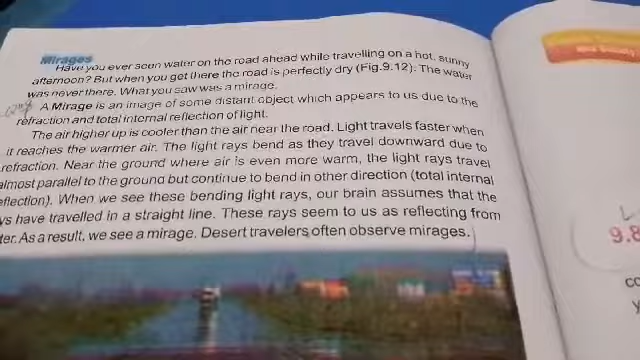 Mirages
Have you ever seen water on the road ahead while travelling on a hot, sunny
afternoon? But when you get there the road is perfectly dry (Fig.9.12). The water
was never there. What you saw was a mirage.
A Mirage is an image of some distant object which appears to us due to the
refraction and total internal reflection of light.
The air higher up is cooler than the air near the road. Light travels faster when
it reaches the warmer air. The light rays bend as they travel downward due to
refraction. Near the ground where air is even more warm, the light rays travel
almost parallel to the ground but continue to bend in other direction (total internal
eflection). When we see these bending light rays, our brain assumes that the
ys have travelled in a straight line. These rays seem to us as reflecting from
ter. As a result, we see a mirage. Desert travelers often observe mirages.
9.8